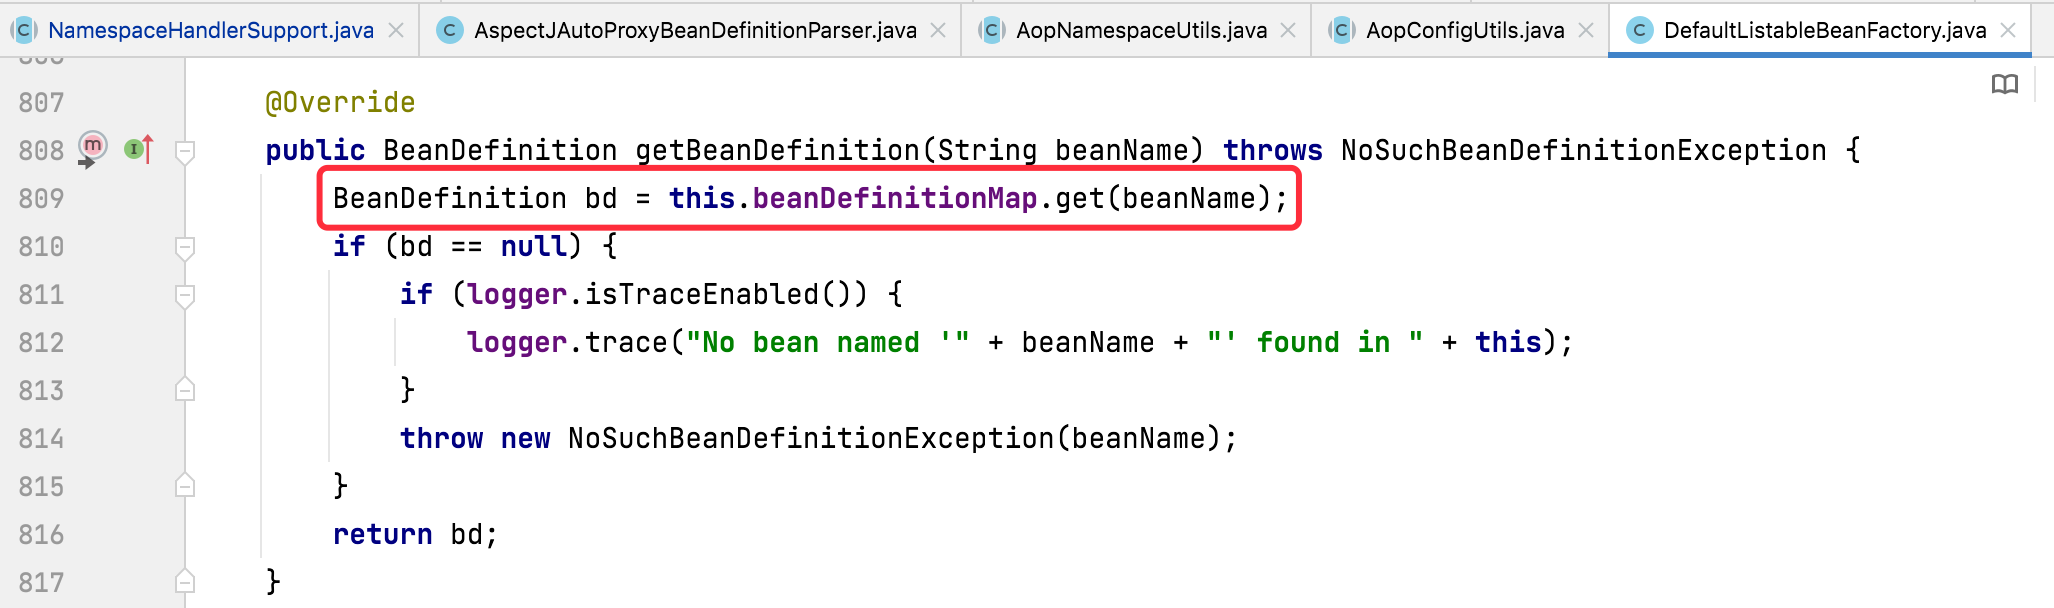 NamespaceHandlerSupport.java AspectJAutoProxyBeanDefinitionParser.java AopNamespaceUtils.java AopConfigUtils.java DefaultListableBeanFactory.java
807 @Override
808 public BeanDefinition getBeanDefinition(String beanName) throws NoSuchBeanDefinitionException {
809 BeanDefinition bd = this.beanDefinitionMap.get(beanName);
810 if (bd == null) {
811 if (logger.isTraceEnabled()) {
812 logger.trace("No bean named '" + beanName + "' found in " + this);
813 }
814 throw new NoSuchBeanDefinitionException(beanName);
815 }
816 return bd;
817 }